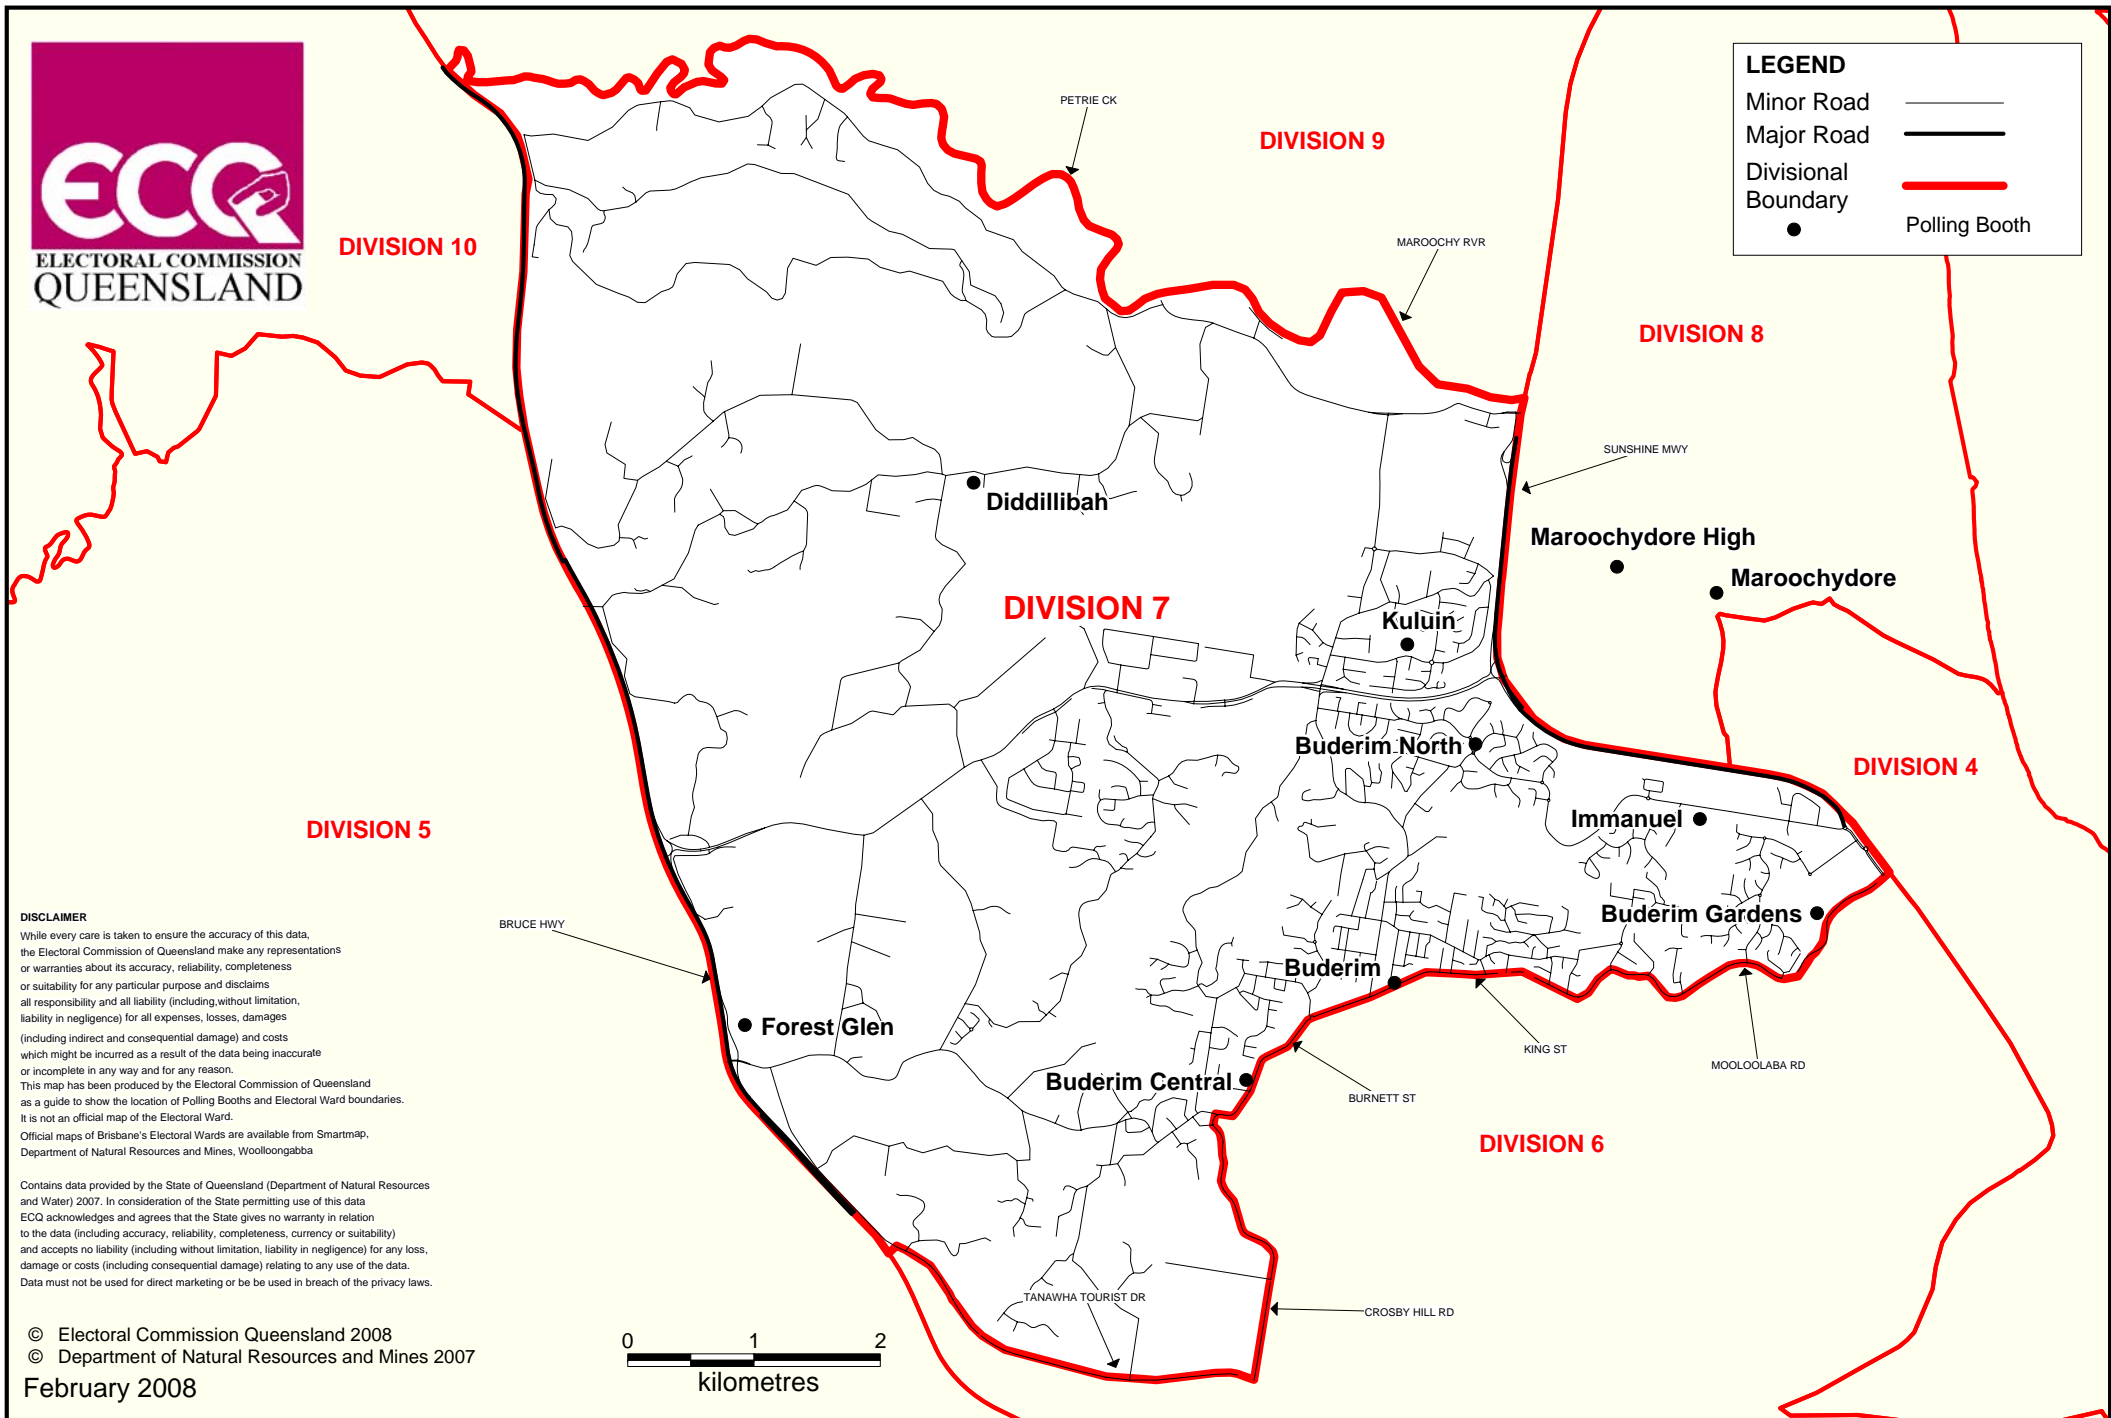 ECQ
ELECTORAL COMMISSION
QUEENSLAND
LEGEND
Minor Road
Major Road
Divisional
Boundary
Polling Booth
PETRIE CK
DIVISION 9
DIVISION 10
MAROOCHY RVR
DIVISION 8
SUNSHINE MWY
Diddillibah
Maroochydore High
Maroochydore
DIVISION 7
Kuluin
Buderim North
DIVISION 4
Immanuel
DIVISION 5
Buderim Gardens
BRUCE HWY
Buderim
Forest Glen
KING ST
MOOLOOLABA RD
Buderim Central
BURNETT ST
DIVISION 6
TANAWHA TOURIST DR
CROSBY HILL RD
DISCLAIMER
While every care is taken to ensure the accuracy of this data,
the Electoral Commission of Queensland make any representations
or warranties about its accuracy, reliability, completeness
or suitability for any particular purpose and disclaims
all responsibility and all liability (including,without limitation,
liability in negligence) for all expenses, losses, damages
(including indirect and consequential damage) and costs
which might be incurred as a result of the data being inaccurate
or incomplete in any way and for any reason.
This map has been produced by the Electoral Commission of Queensland
as a guide to show the location of Polling Booths and Electoral Ward boundaries.
It is not an official map of the Electoral Ward.
Official maps of Brisbane's Electoral Wards are available from Smartmap,
Department of Natural Resources and Mines, Woolloongabba
Contains data provided by the State of Queensland (Department of Natural Resources
and Water) 2007. In consideration of the State permitting use of this data
ECQ acknowledges and agrees that the State gives no warranty in relation
to the data (including accuracy, reliability, completeness, currency or suitability)
and accepts no liability (including without limitation, liability in negligence) for any loss,
damage or costs (including consequential damage) relating to any use of the data.
Data must not be used for direct marketing or be be used in breach of the privacy laws.
© Electoral Commission Queensland 2008
© Department of Natural Resources and Mines 2007
February 2008
0 1 2
kilometres